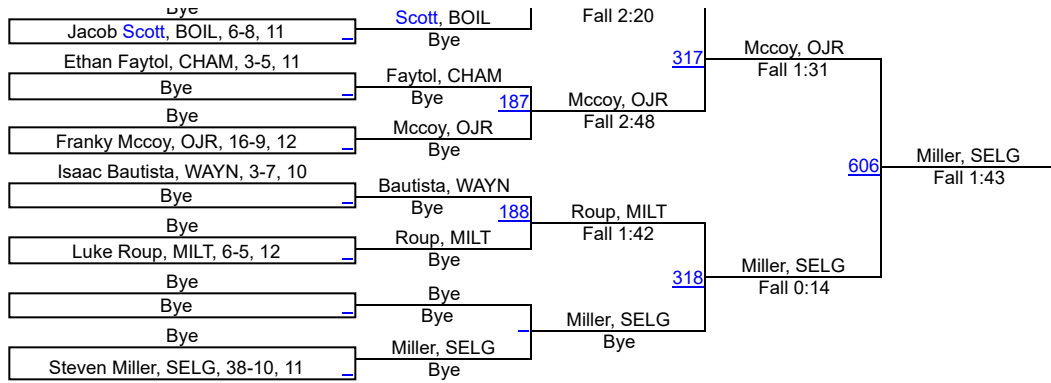 Bye
Jacob Scott, BOIL, 6-8, 11
Ethan Faytol, CHAM, 3-5, 11
Bye
Bye
Franky Mccoy, OJR, 16-9, 12
Isaac Bautista, WAYN, 3-7, 10
Bye
Bye
Luke Roup, MILT, 6-5, 12
Bye
Bye
Bye
Steven Miller, SELG, 38-10, 11
Scott, BOIL
Bye
Faytol, CHAM
Bye
187
Mccoy, OJR
Bye
Bautista, WAYN
Bye
188
Roup, MILT
Bye
Bye
Bye
Miller, SELG
Bye
Fall 2:20
317
Mccoy, OJR
Fall 2:48
Roup, MILT
Fall 1:42
318
Miller, SELG
Bye
Mccoy, OJR
Fall 1:31
606
Miller, SELG
Fall 0:14
Miller, SELG
Fall 1:43